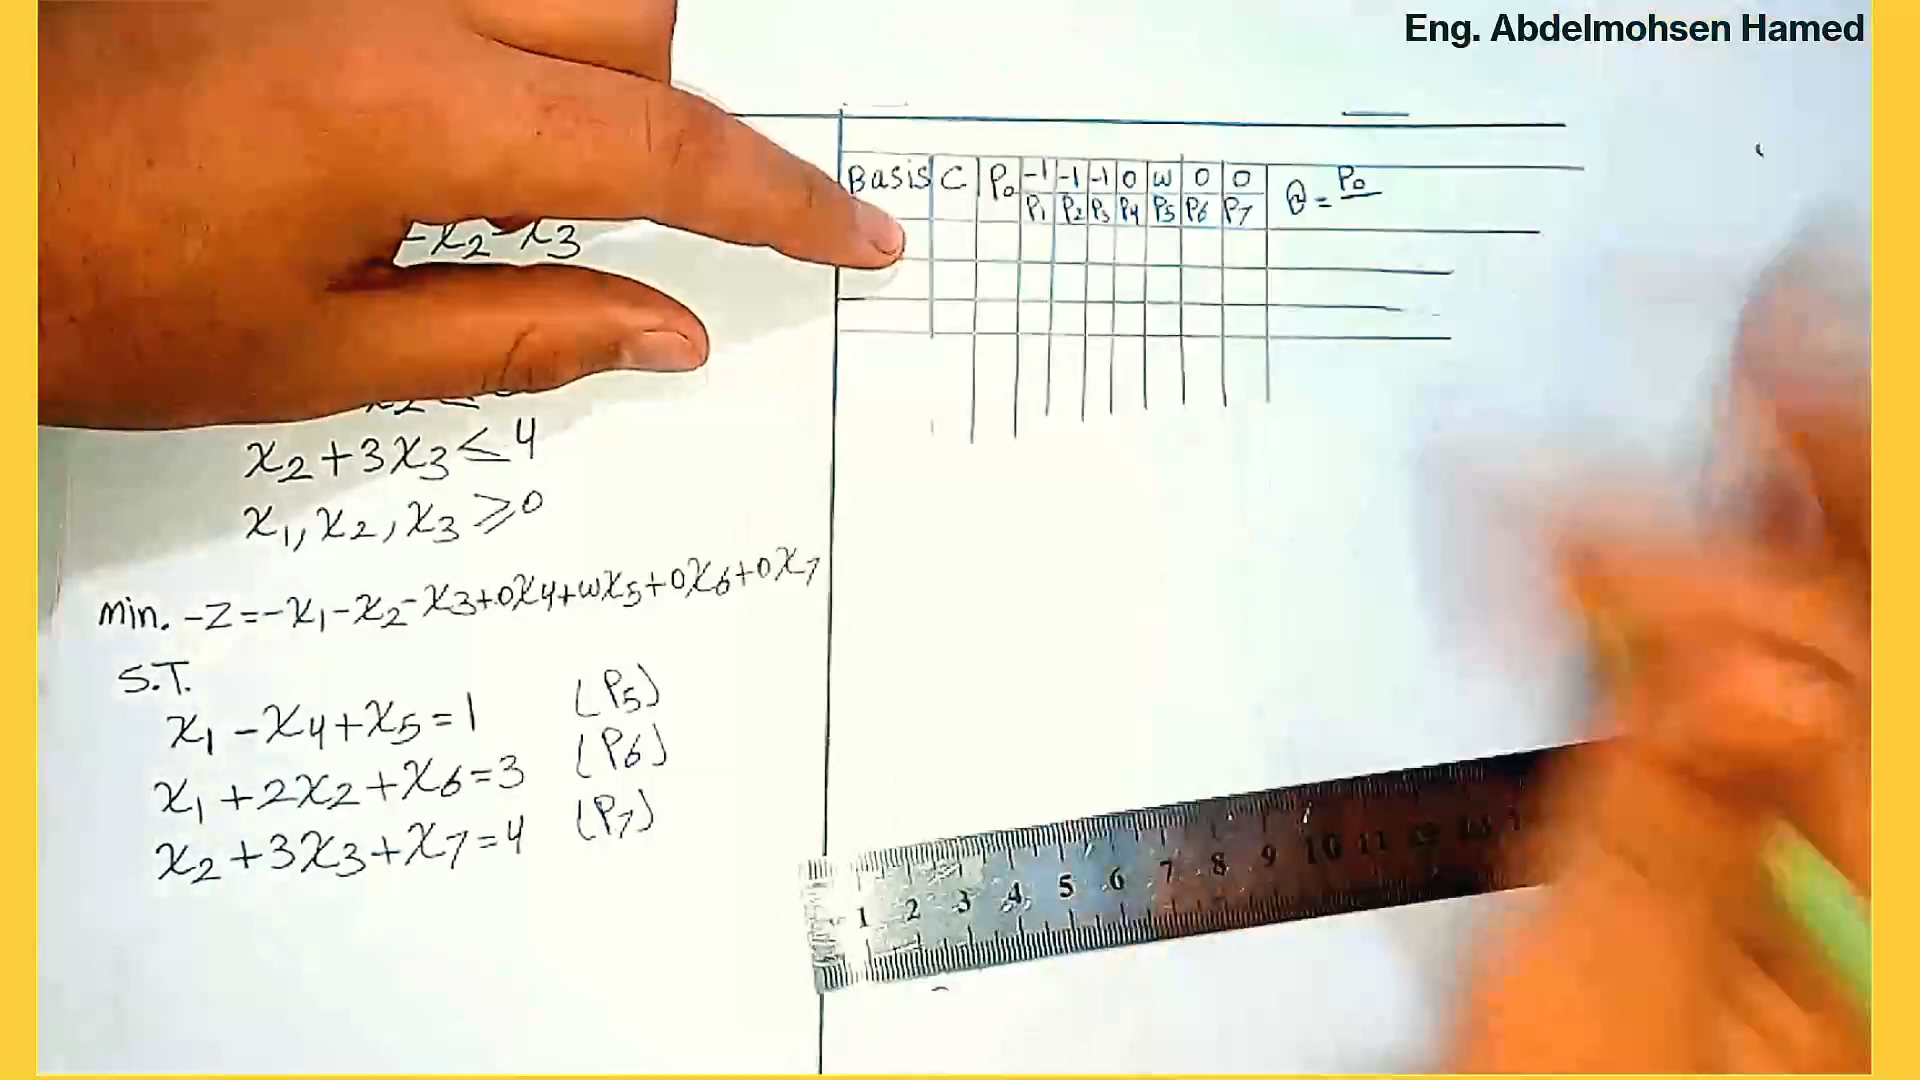 Eng. Abdelmohsen Hamed
-x2-x3
x2+3x3≤4
x1,x2,x3≥0
min. -Z=-x1-x2-x3+0x4+wx5+0x6+0x7
S.T.
x1-x4+x5=1 (P5)
x1+2x2+x6=3 (P6)
x2+3x3+x7=4 (P7)
Basis C P0 -1 -1 -1 0 w 0 0 θ=P0
P1 P2 P3 P4 P5 P6 P7
1 2 3 4 5 6 7 8 9 10 11